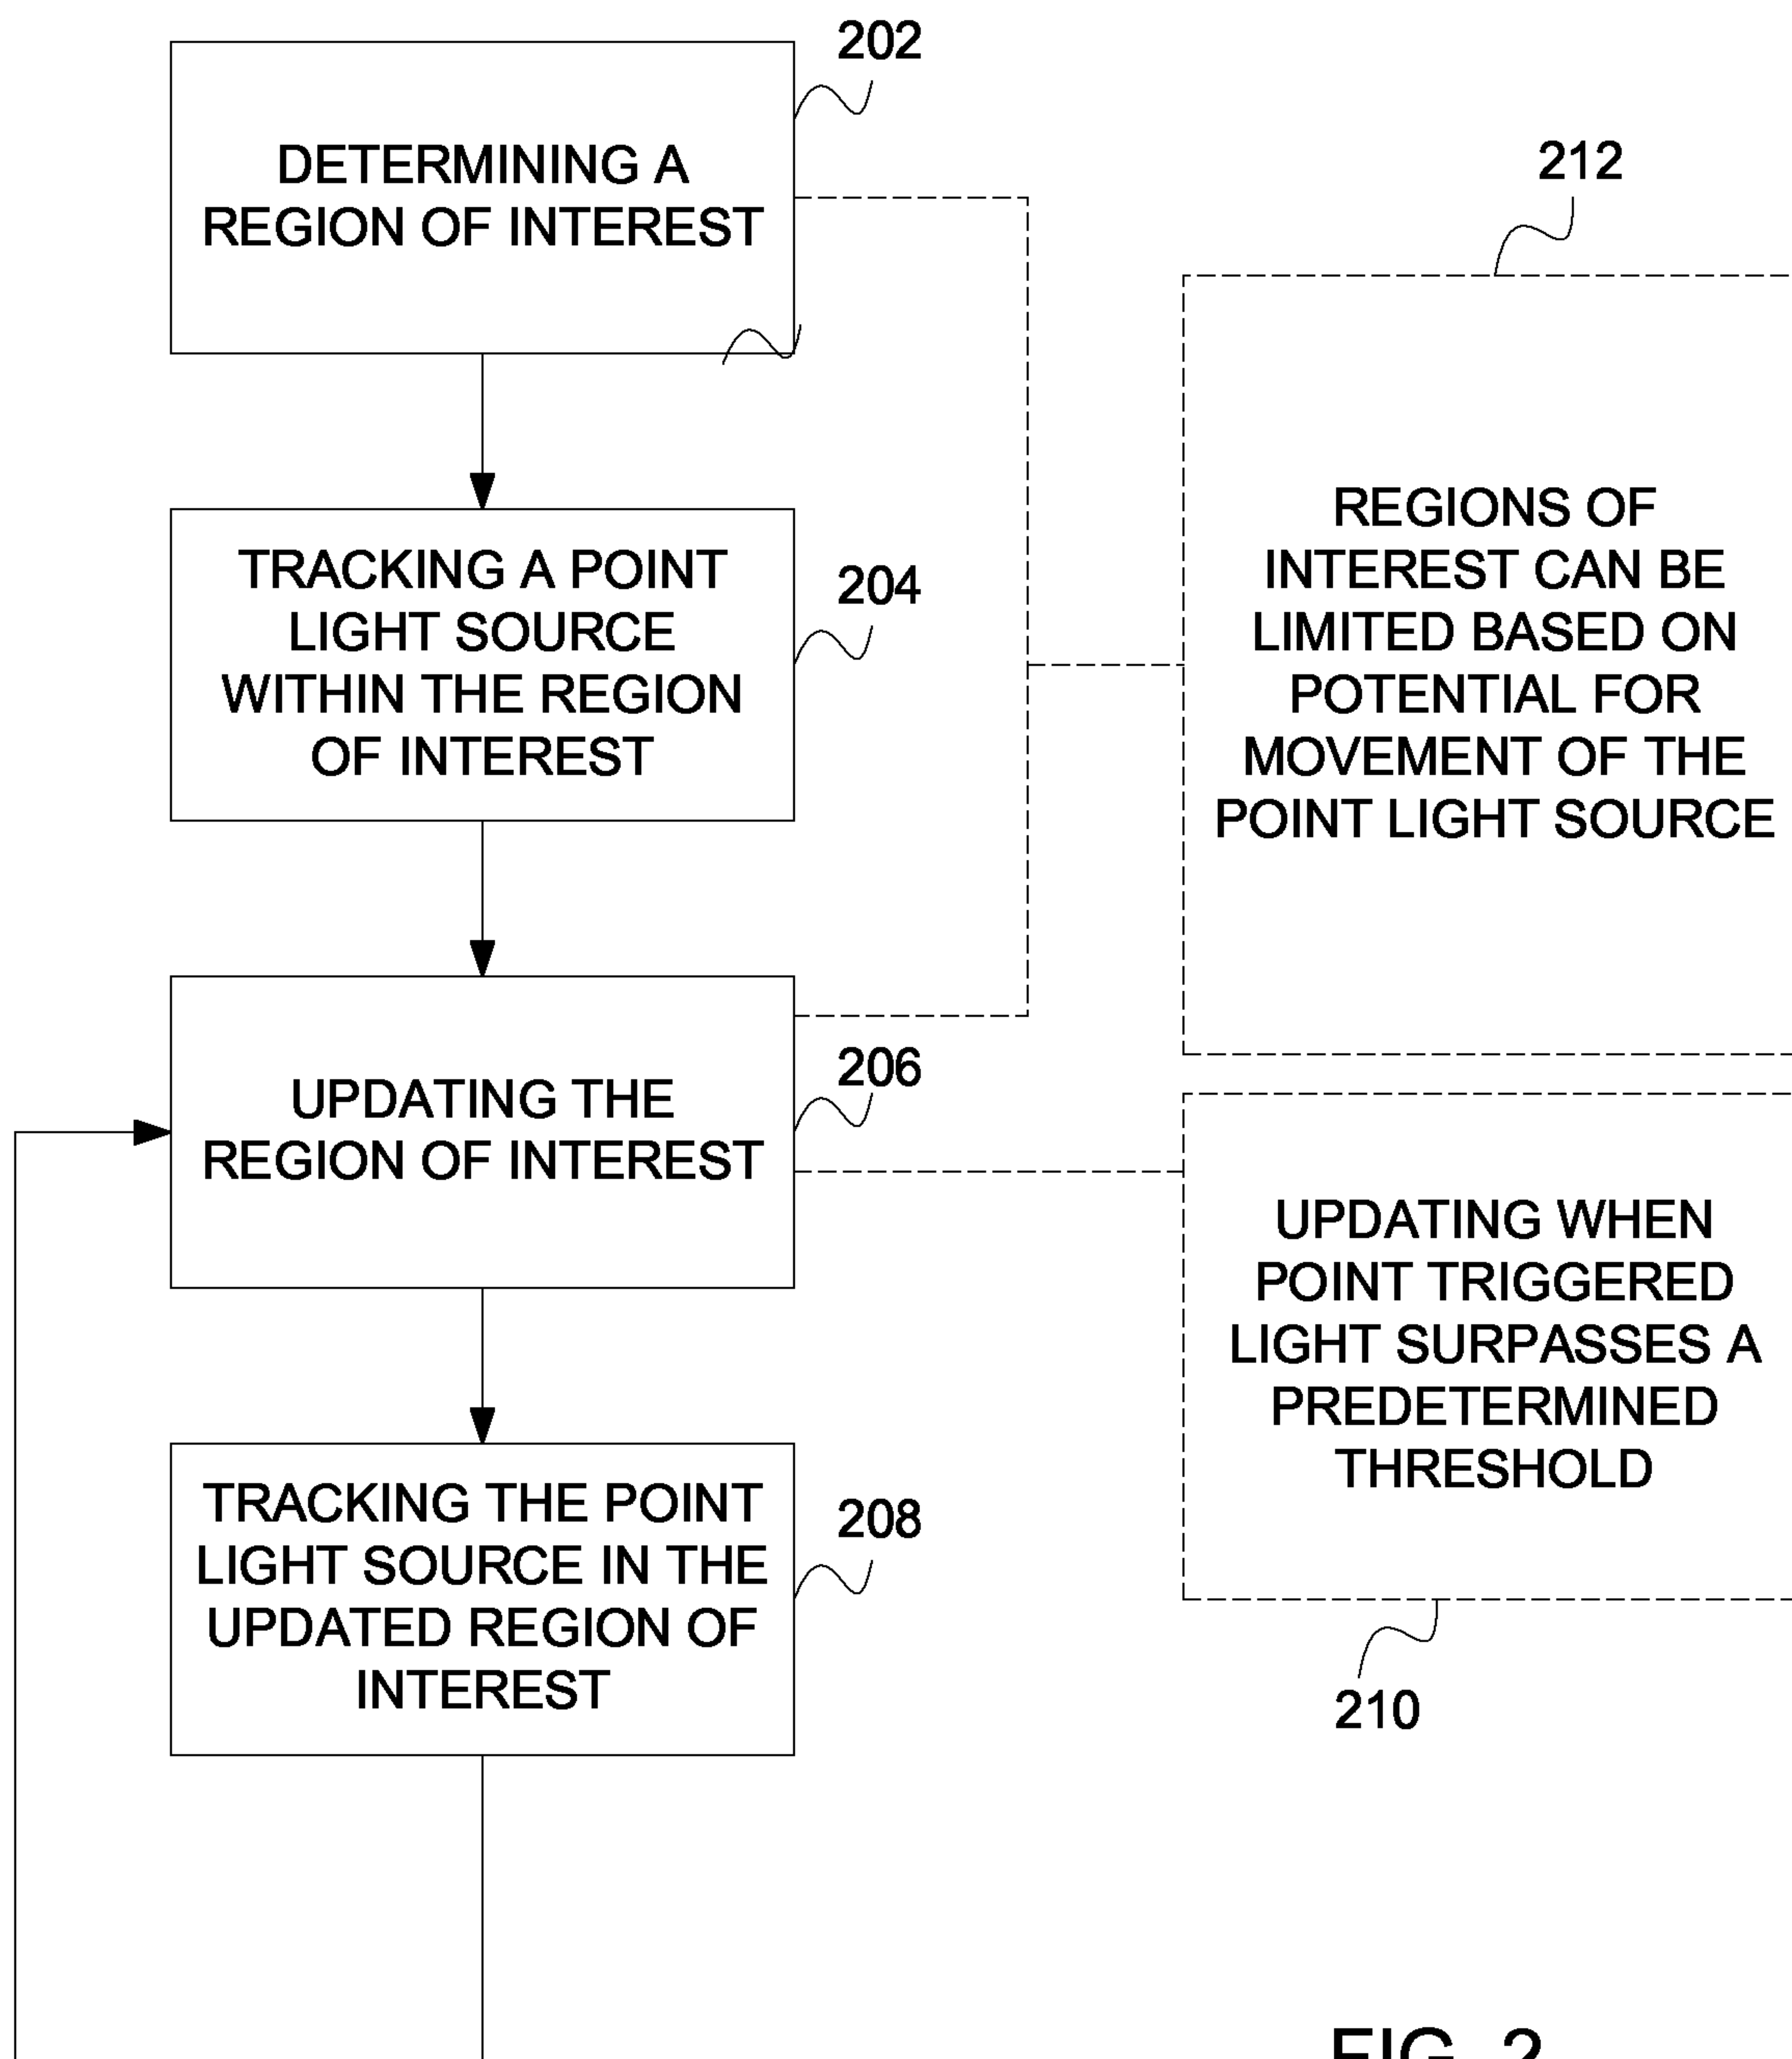 202
DETERMINING A
REGION OF INTEREST
212
TRACKING A POINT
LIGHT SOURCE
WITHIN THE REGION
OF INTEREST
204
REGIONS OF
INTEREST CAN BE
LIMITED BASED ON
POTENTIAL FOR
MOVEMENT OF THE
POINT LIGHT SOURCE
UPDATING THE
REGION OF INTEREST
206
UPDATING WHEN
POINT TRIGGERED
LIGHT SURPASSES A
PREDETERMINED
THRESHOLD
210
TRACKING THE POINT
LIGHT SOURCE IN THE
UPDATED REGION OF
INTEREST
208
FIG. 2